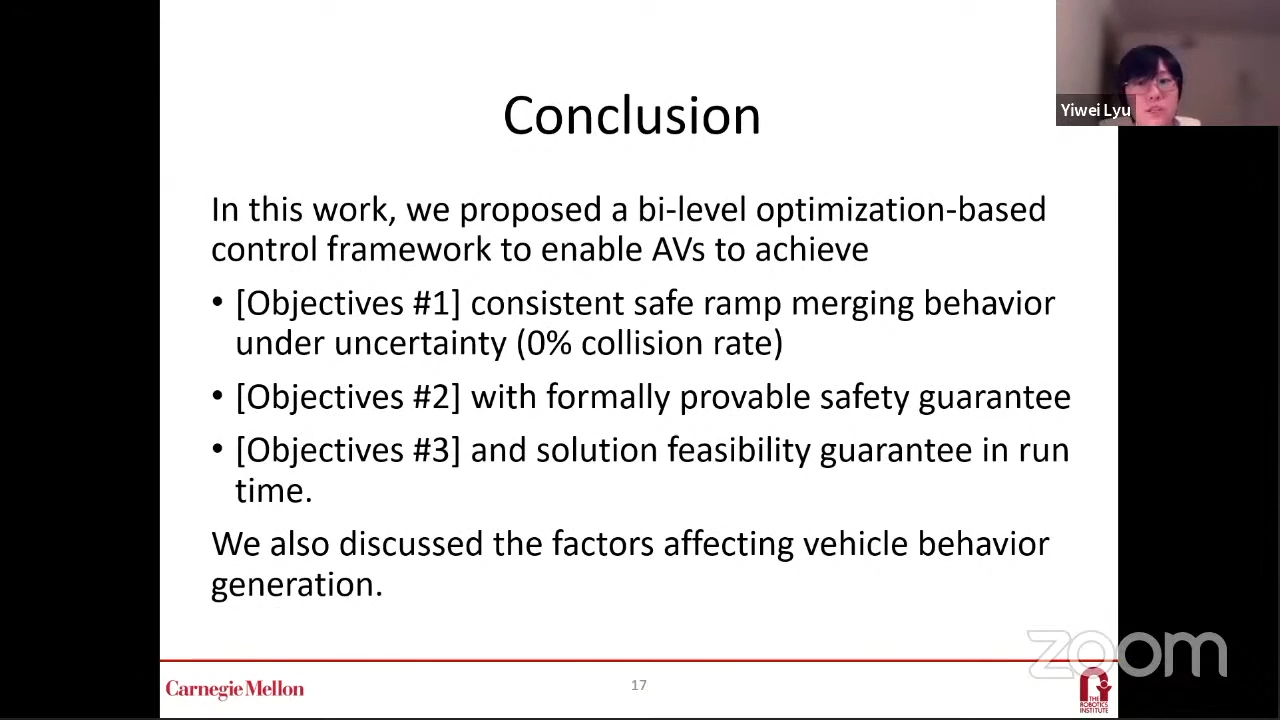 Conclusion
Yiwei Lyu
In this work, we proposed a bi-level optimization-based
control framework to enable AVs to achieve
• [Objectives #1] consistent safe ramp merging behavior
under uncertainty (0% collision rate)
• [Objectives #2] with formally provable safety guarantee
• [Objectives #3] and solution feasibility guarantee in run
time.
We also discussed the factors affecting vehicle behavior
generation.
zoom
Carnegie Mellon
17
THE
ROBOTICS
INSTITUTE